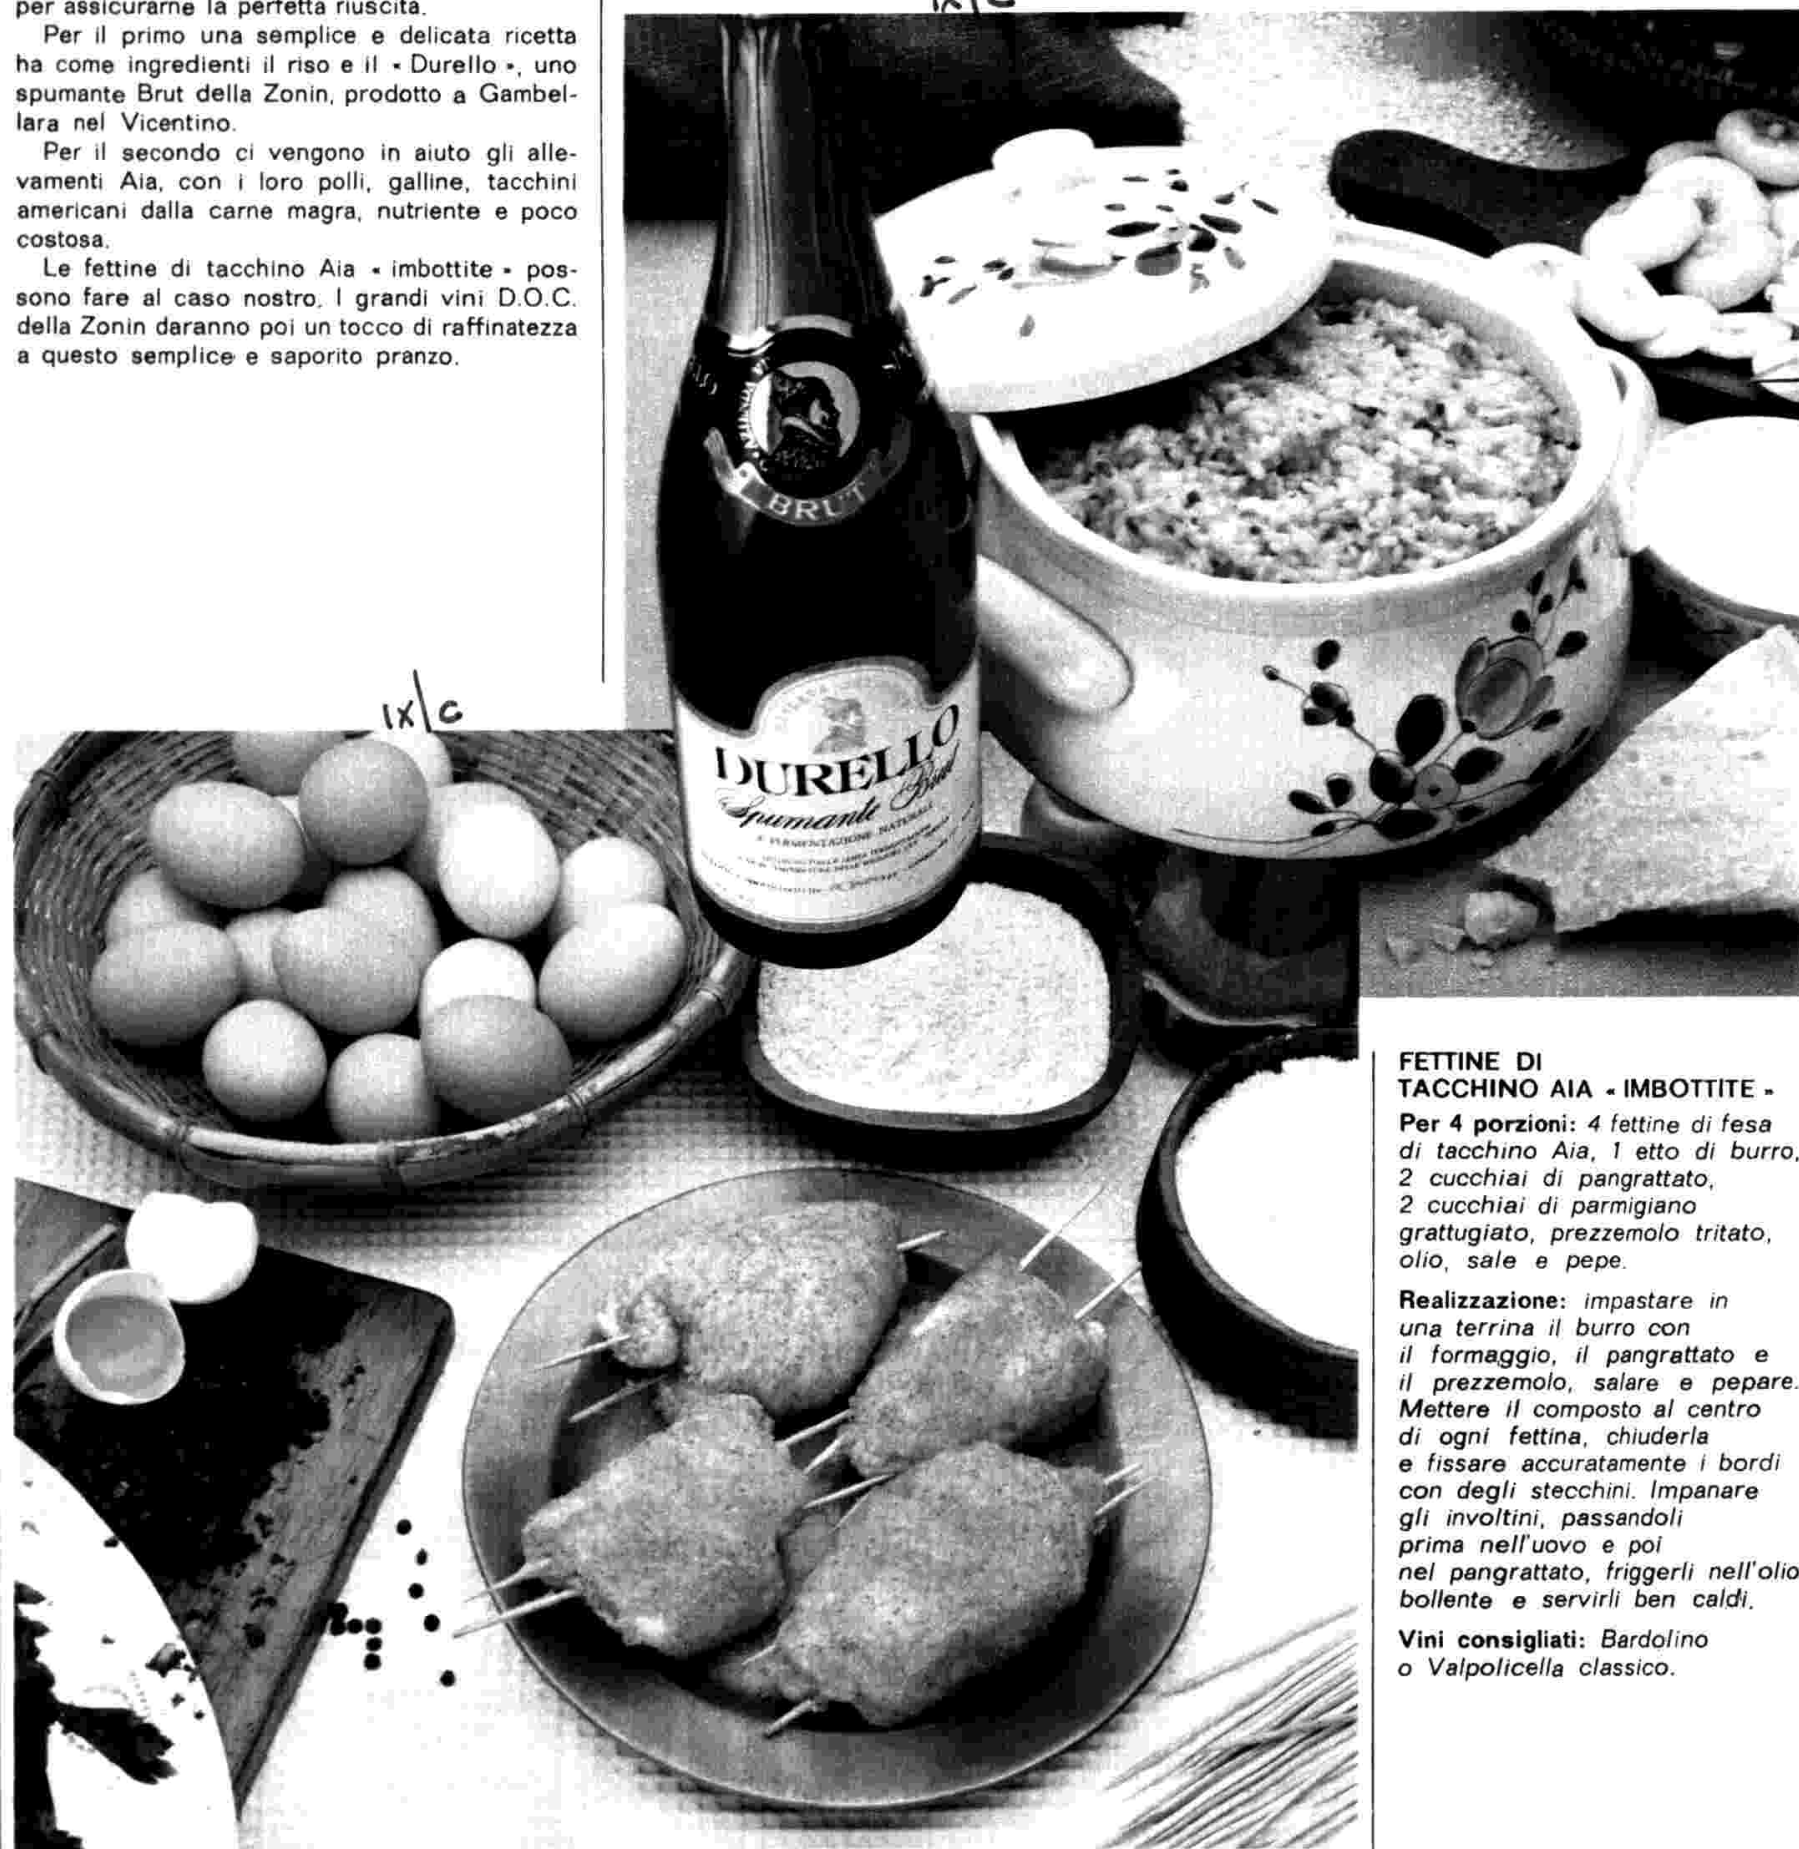 per assicurarne la perfetta riuscita.
Per il primo una semplice e delicata ricetta
ha come ingredienti il riso e il « Durello », uno
spumante Brut della Zonin, prodotto a Gambel-
lara nel Vicentino.
Per il secondo ci vengono in aiuto gli alle-
vamenti Aia, con i loro polli, galline, tacchini
americani dalla carne magra, nutriente e poco
costosa.
Le fettine di tacchino Aia « imbottite » pos-
sono fare al caso nostro. I grandi vini D.O.C.
della Zonin daranno poi un tocco di raffinatezza
a questo semplice e saporito pranzo.
IX/C
IX/C
BRUT
DURELLO
Spumante Brut
FERMENTAZIONE NATURALE
FETTINE DI
TACCHINO AIA « IMBOTTITE »
Per 4 porzioni: 4 fettine di fesa
di tacchino Aia, 1 etto di burro,
2 cucchiai di pangrattato,
2 cucchiai di parmigiano
grattugiato, prezzemolo tritato,
olio, sale e pepe.
Realizzazione: impastare in
una terrina il burro con
il formaggio, il pangrattato e
il prezzemolo, salare e pepare.
Mettere il composto al centro
di ogni fettina, chiuderla
e fissare accuratamente i bordi
con degli stecchini. Impanare
gli involtini, passandoli
prima nell'uovo e poi
nel pangrattato, friggerli nell'olio
bollente e servirli ben caldi.
Vini consigliati: Bardolino
o Valpolicella classico.